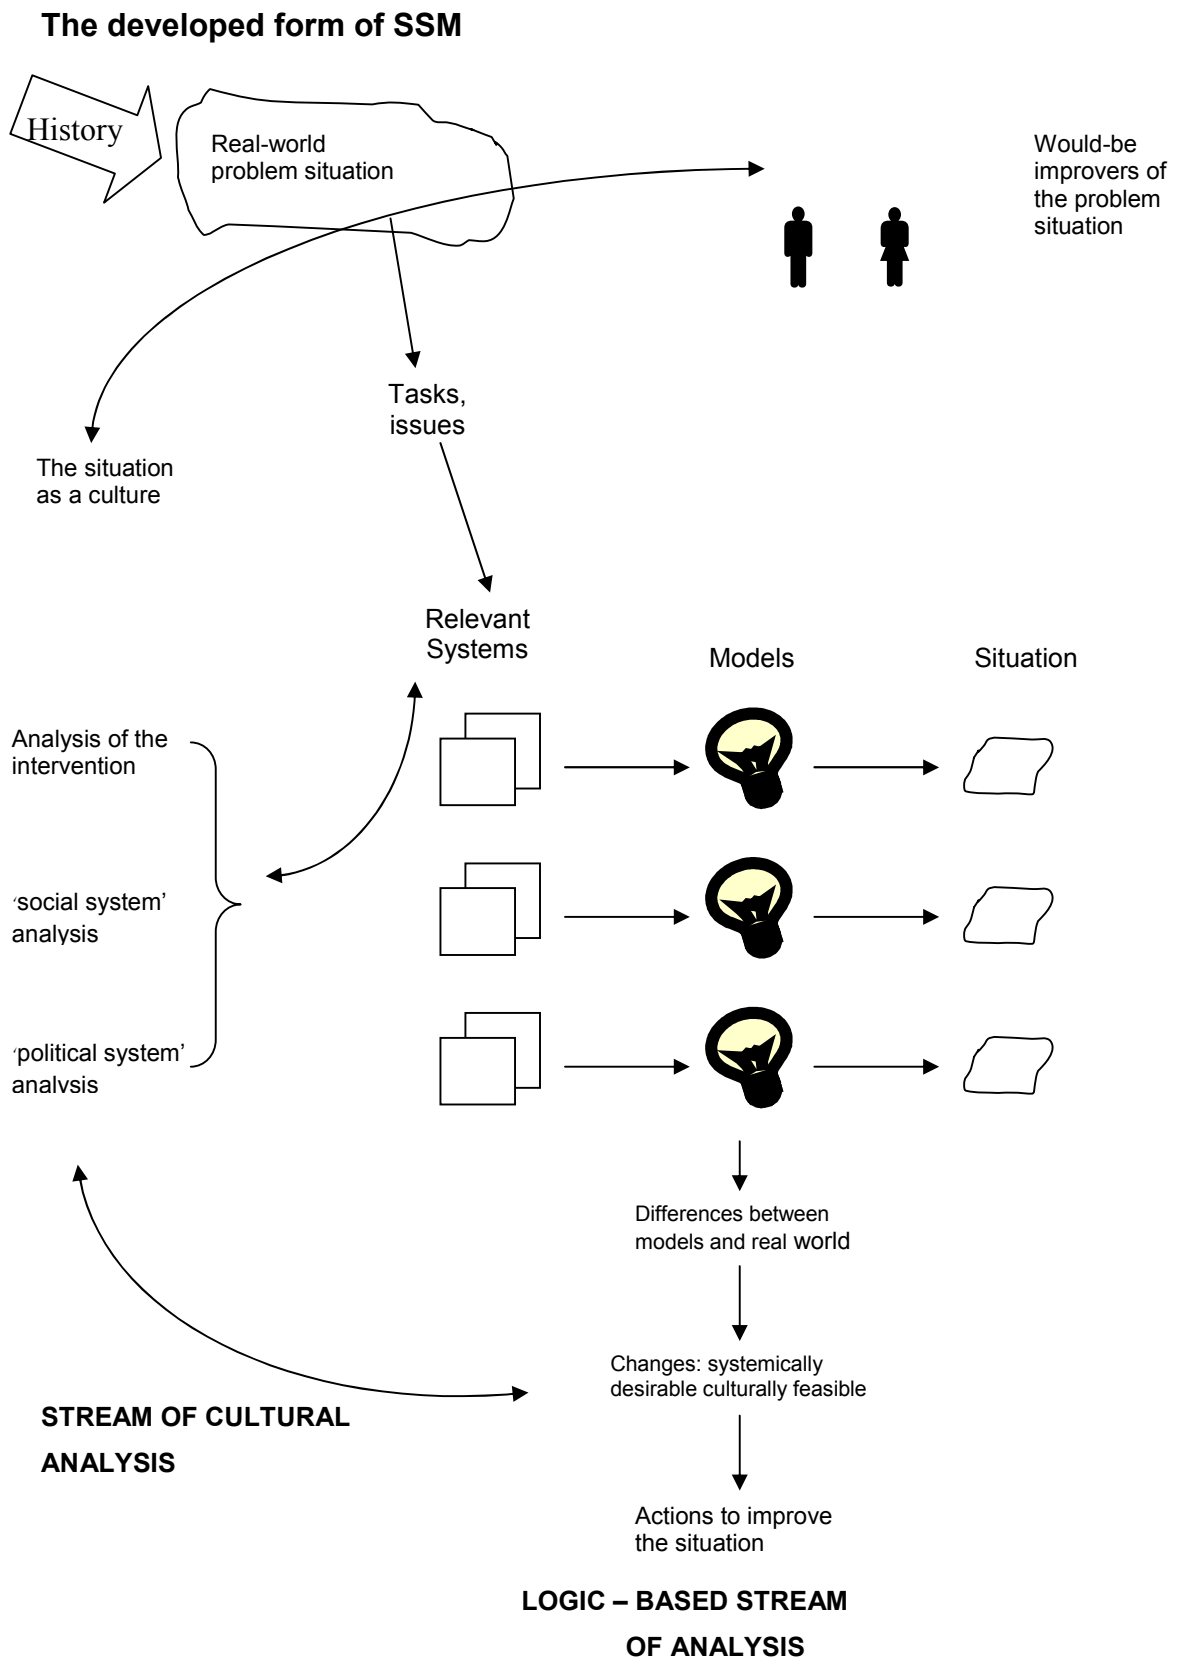 The developed form of SSM
History
Real-world
problem situation
Would-be
improvers of
the problem
situation
Tasks,
issues
The situation
as a culture
Relevant
Systems
Models
Situation
Analysis of the
intervention
‘social system’
analysis
‘political system’
analysis
Differences between
models and real world
Changes: systemically
desirable culturally feasible
STREAM OF CULTURAL
ANALYSIS
Actions to improve
the situation
LOGIC – BASED STREAM
OF ANALYSIS